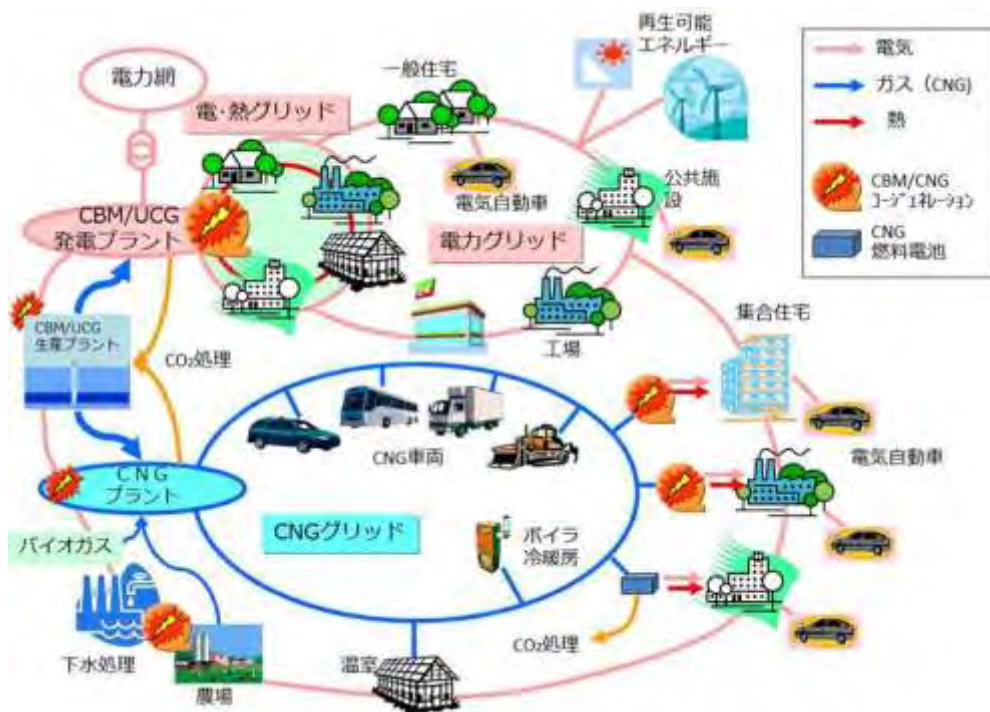 電力網
電・熱グリッド
一般住宅
再生可能
エネルギー
電気
ガス（CNG）
熱
CBM/CNG
コージェネレーション
CNG
燃料電池
電気自動車
公共施
設
CBM/UCG
発電プラント
電力グリッド
工場
集合住宅
CBM/UCG
生産プラント
CO₂処理
CNG車両
電気自動車
CNG
プラント
CNGグリッド
ボイラ
冷暖房
バイオガス
CO₂処理
下水処理
農場
温室